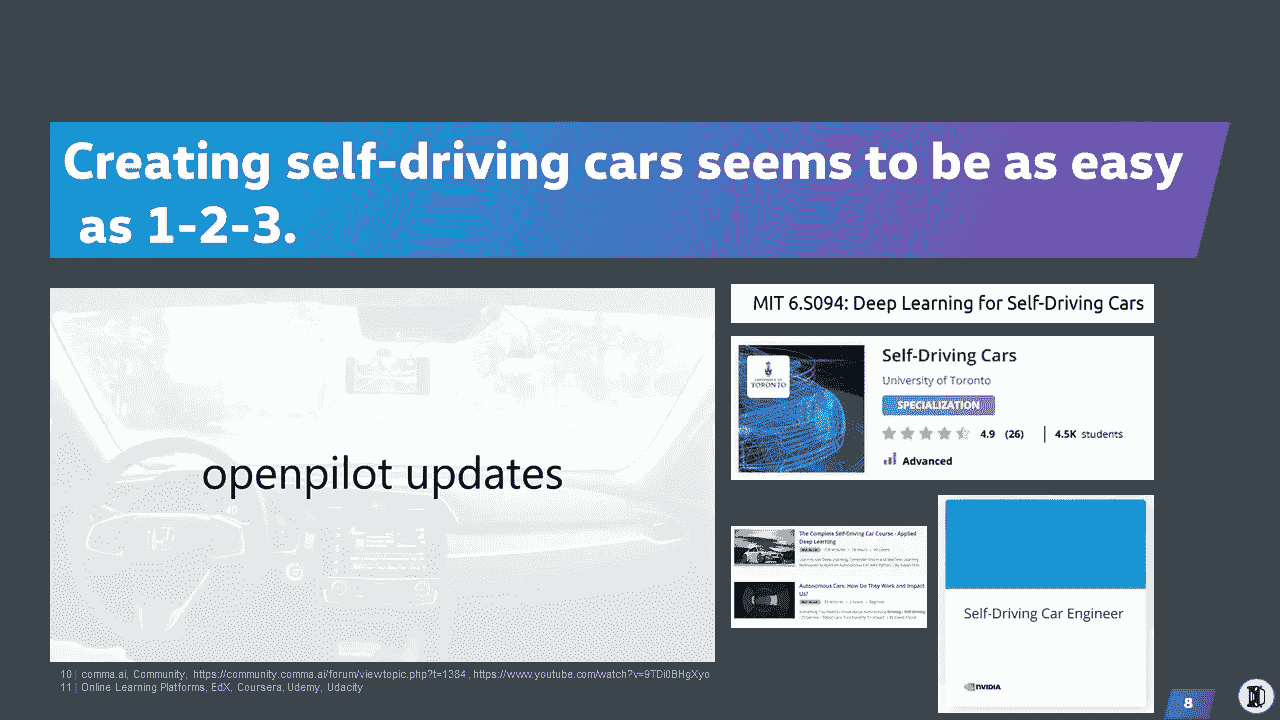 Creating self-driving cars seems to be as easy
as 1-2-3.
openpilot updates
MIT 6.S094: Deep Learning for Self-Driving Cars
UNIVERSITY OF
TORONTO
Self-Driving Cars
University of Toronto
SPECIALIZATION
4.9 (26) | 4.5K students
Advanced
The Complete Self-Driving Car Course - Applied
Deep Learning
Autonomous Cars: How Do They Work and Impact
Us?
Self-Driving Car Engineer
NVIDIA
10 | comma.ai, Community, https://community.comma.ai/forum/viewtopic.php?t=1384, https://www.youtube.com/watch?v=9TDi0BHgXyo
11 | Online Learning Platforms, EdX, Coursera, Udemy, Udacity
8